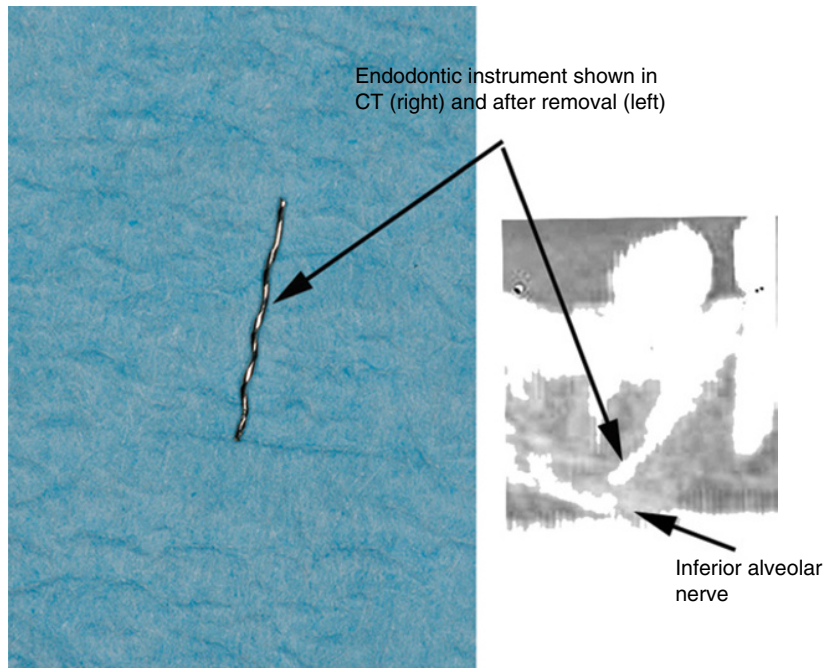 Endodontic instrument shown in
CT (right) and after removal (left)
Inferior alveolar
nerve